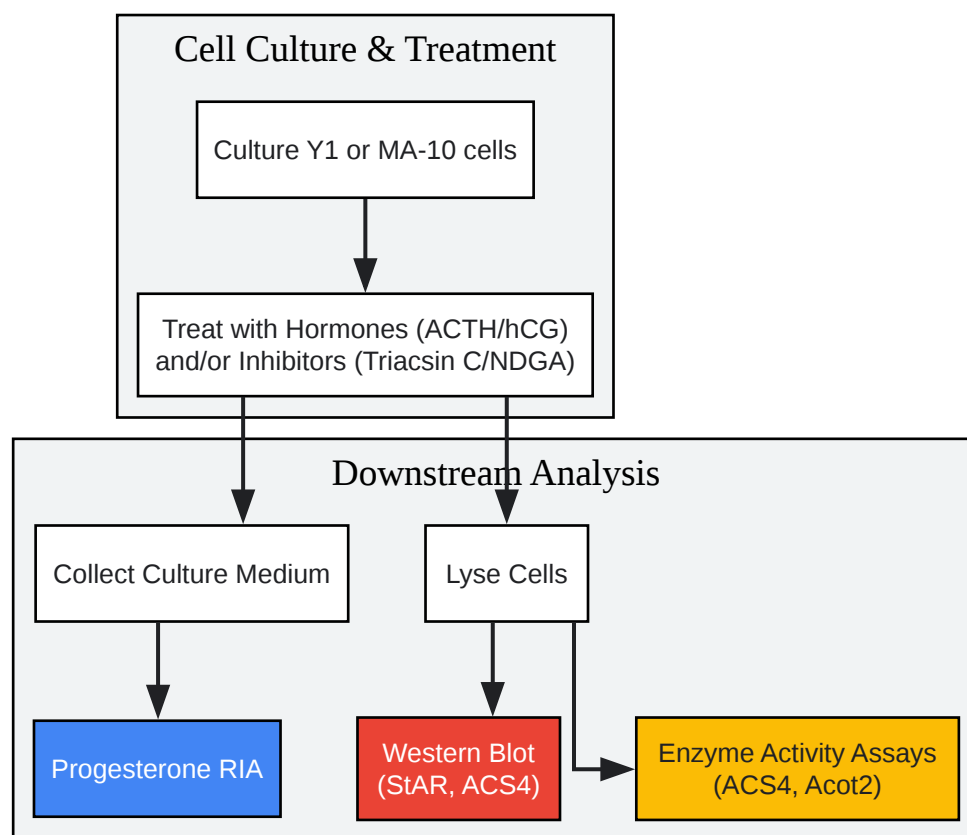 Cell Culture & Treatment
Culture Y1 or MA-10 cells
Treat with Hormones (ACTH/hCG)
and/or Inhibitors (Triacsin C/NDGA)
Downstream Analysis
Collect Culture Medium
Lyse Cells
Progesterone RIA
Western Blot
(StAR, ACS4)
Enzyme Activity Assays
(ACS4, Acot2)